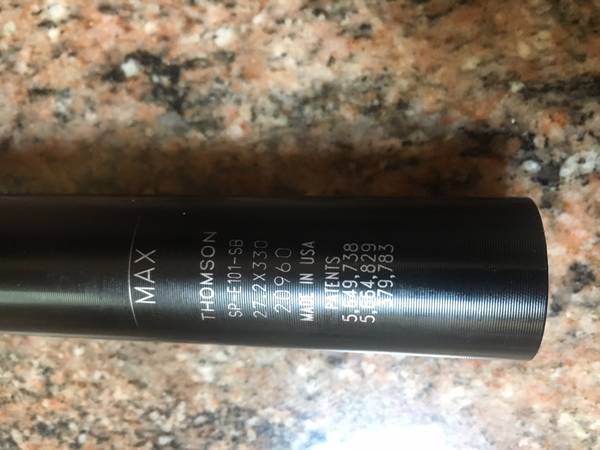 MAX
THOMSON
SP-E101-SB
27.2X330
20960
MADE IN USA
PATENTS
5,649,738
5,664,829